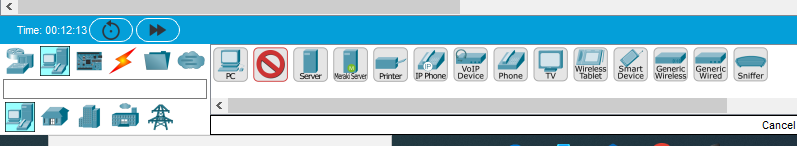 Time: 00:12:13
PC
Server
Meraki Server
Printer
IP
IP Phone
VoIP
Device
Phone
TV
Wireless
Tablet
Smart
Device
Generic
Wireless
Generic
Wired
Sniffer
Cancel